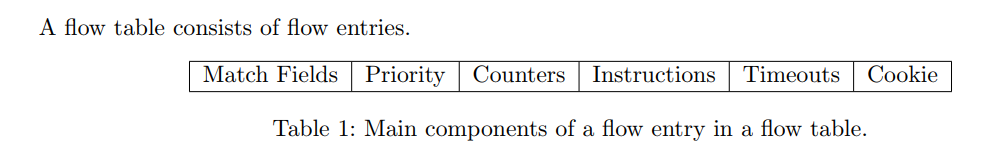 A flow table consists of flow entries.
Match Fields Priority Counters Instructions Timeouts Cookie
Table 1: Main components of a flow entry in a flow table.